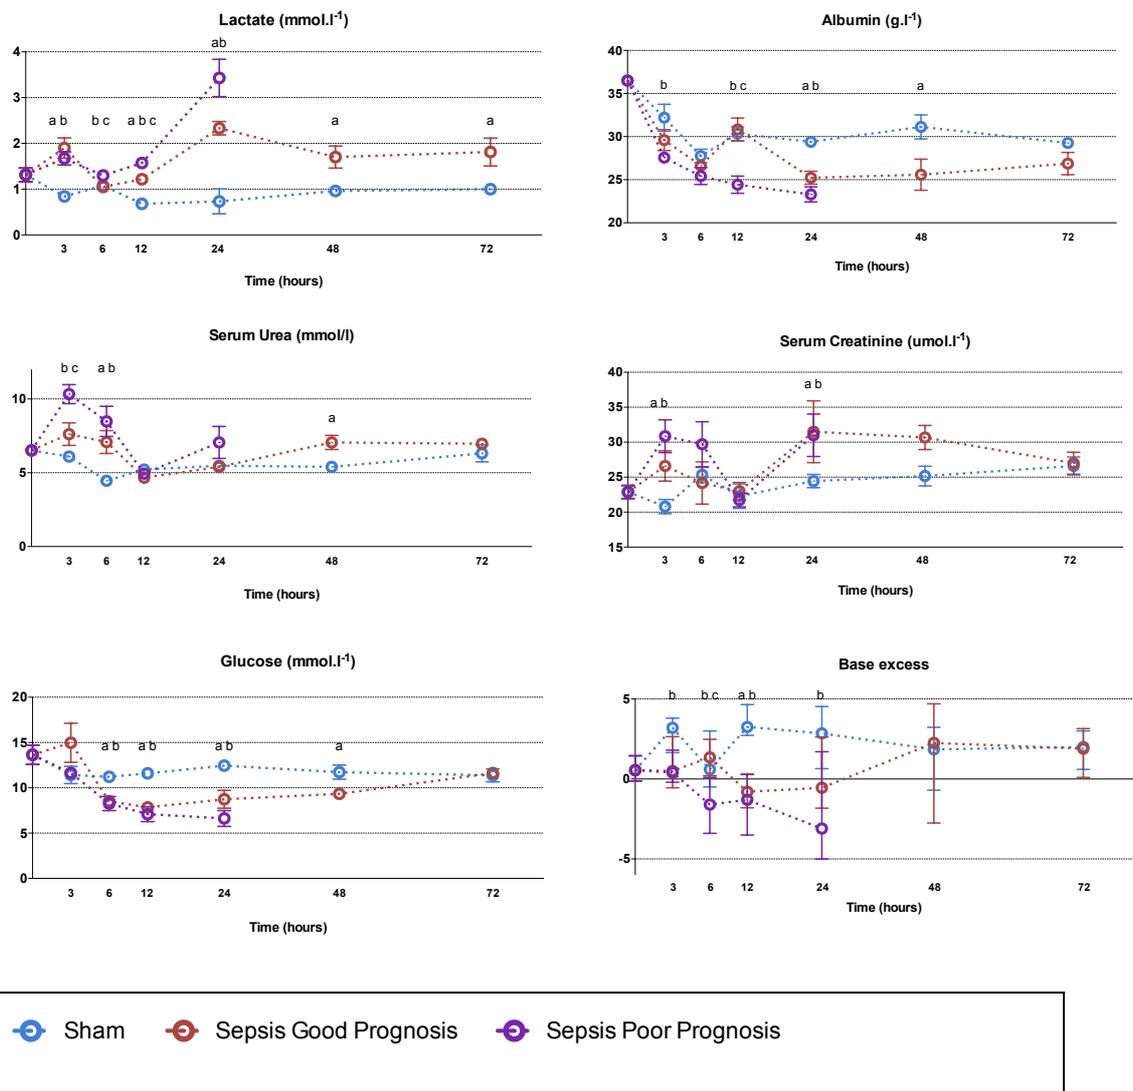 Lactate (mmol.l-1)
ab
4
3
a b b c a b c
2
a a
1
0
3 6 12 24 48 72
Time (hours)
Albumin (g.l-1)
40
35
b b c a b a
30
25
20
3 6 12 24 48 72
Time (hours)
Serum Urea (mmol/l)
b c a b
10
a
5
0
3 6 12 24 48 72
Time (hours)
Serum Creatinine (umol.l-1)
40
a b
35
a b
30
25
20
15
3 6 12 24 48 72
Time (hours)
Glucose (mmol.l-1)
20
15
a b a b a b a
10
5
0
3 6 12 24 48 72
Time (hours)
Base excess
5
b b c a b b
0
-5
3 6 12 24 48 72
Time (hours)
Sham Sepsis Good Prognosis Sepsis Poor Prognosis